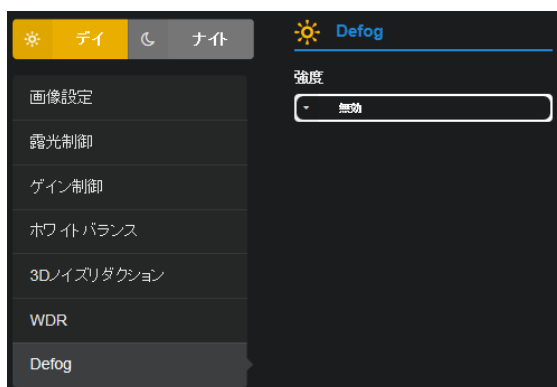 デイ
ナイト
Defog
強度
無効
画像設定
露光制御
ゲイン制御
ホワイトバランス
3Dノイズリダクション
WDR
Defog